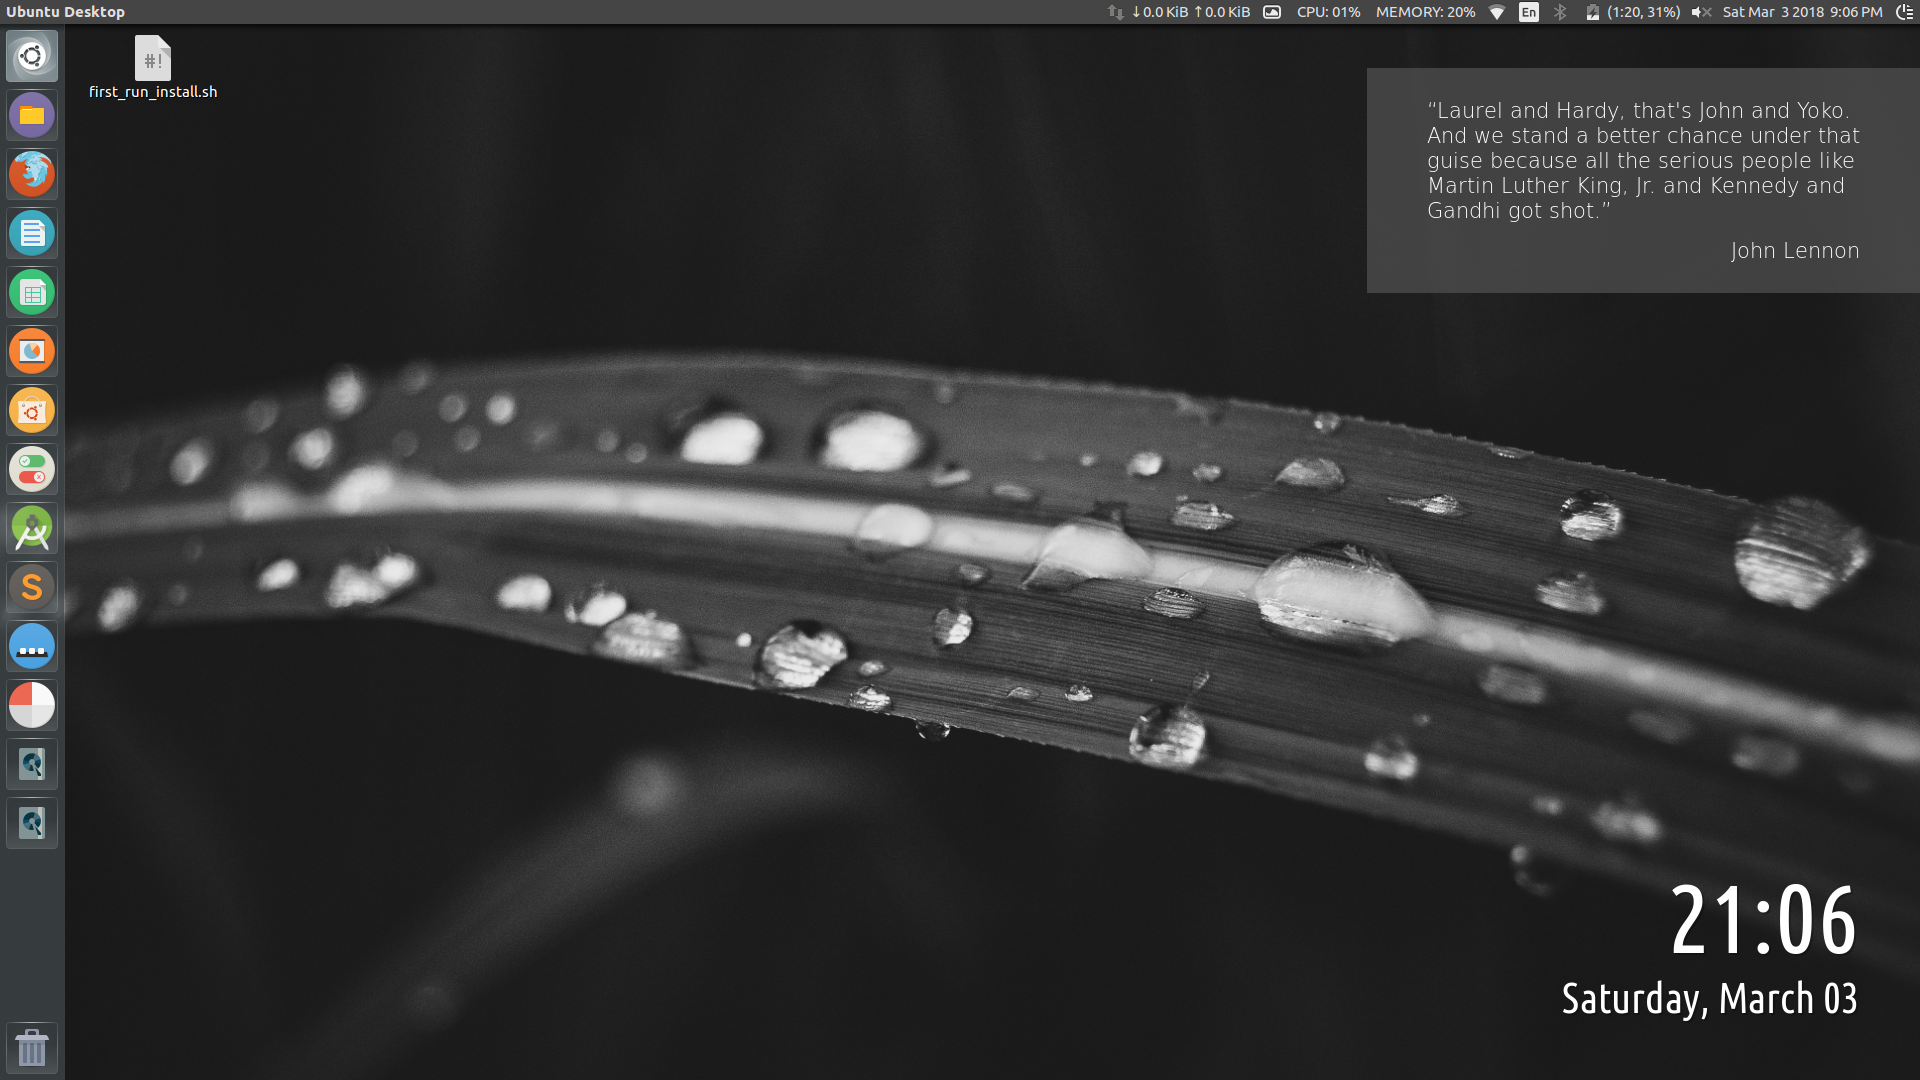 Ubuntu Desktop
↓0.0 KiB ↑0.0 KiB CPU: 01% MEMORY: 20% En (1:20, 31%) Sat Mar 3 2018 9:06 PM
#!
first_run_install.sh
“Laurel and Hardy, that's John and Yoko.
And we stand a better chance under that
guise because all the serious people like
Martin Luther King, Jr. and Kennedy and
Gandhi got shot.”
John Lennon
S
21:06
Saturday, March 03